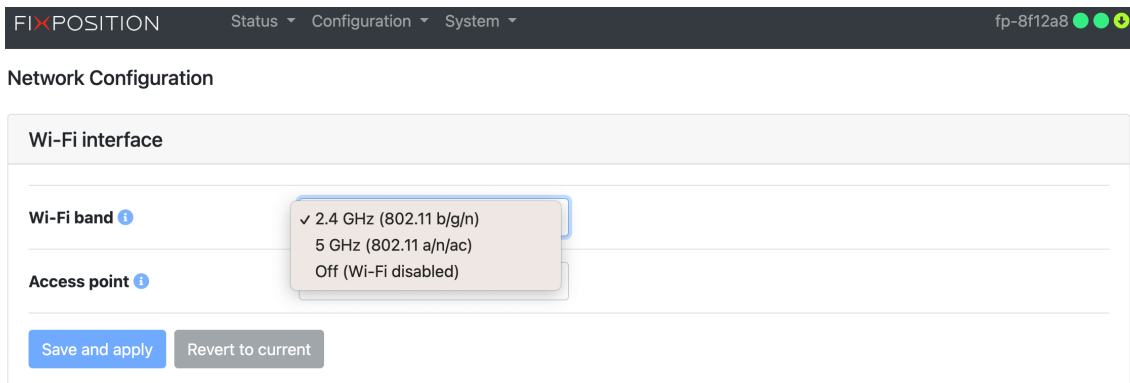 FIXPOSITION Status Configuration System fp-8f12a8
Network Configuration
Wi-Fi interface
Wi-Fi band
✓ 2.4 GHz (802.11 b/g/n)
5 GHz (802.11 a/n/ac)
Off (Wi-Fi disabled)
Access point
Save and apply Revert to current